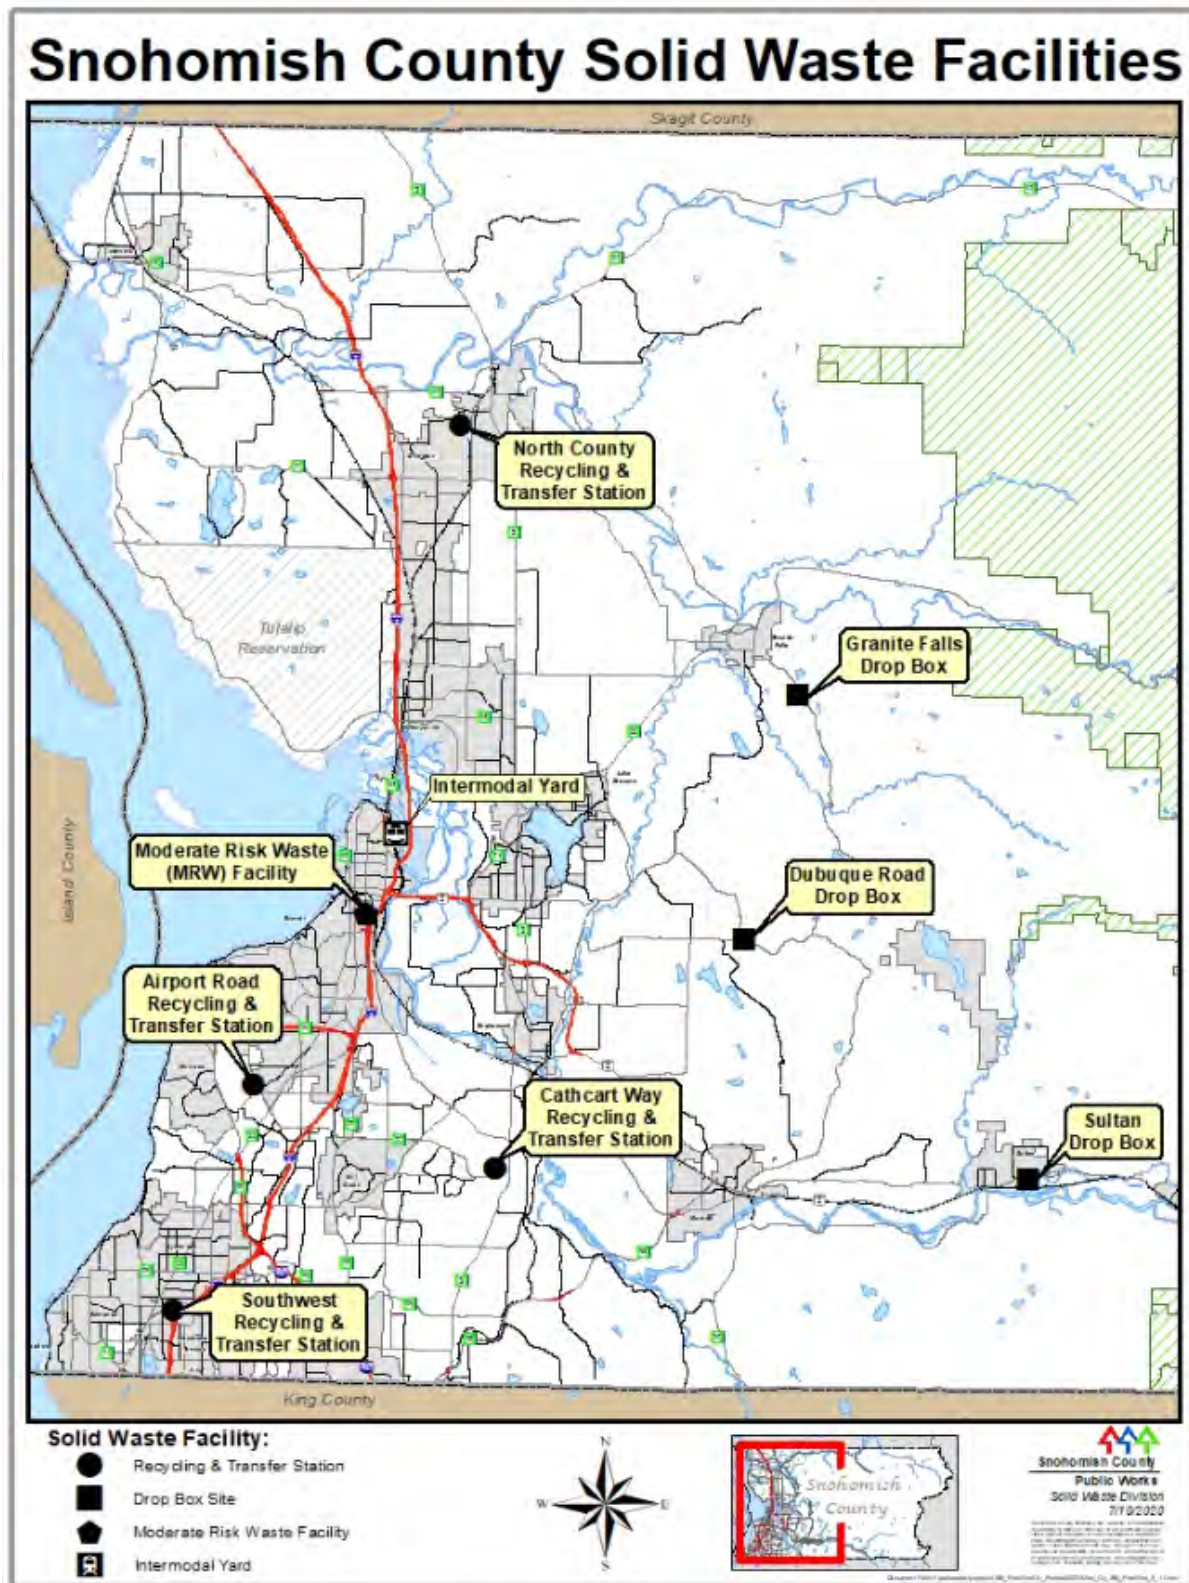 Snohomish County Solid Waste Facilities
Skagit County
North County
Recycling &
Transfer Station
Tulalip
Reservation
Granite Falls
Drop Box
Intermodal Yard
Island County
Moderate Risk Waste
(MRW) Facility
Dubuque Road
Drop Box
Airport Road
Recycling &
Transfer Station
Cathcart Way
Recycling &
Transfer Station
Sultan
Drop Box
Southwest
Recycling &
Transfer Station
King County
Solid Waste Facility:
Recycling & Transfer Station
Drop Box Site
Moderate Risk Waste Facility
Intermodal Yard
N
W
E
S
Snohomish
County
Snohomish County
Public Works
Solid Waste Division
7/19/2020